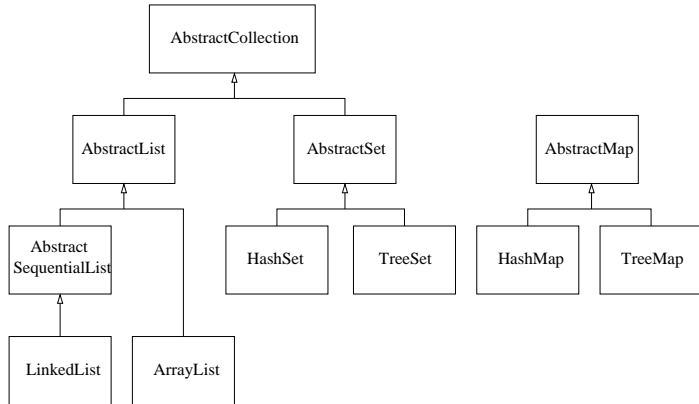 AbstractCollection
AbstractList
AbstractSet
AbstractMap
Abstract
SequentialList
HashSet
TreeSet
HashMap
TreeMap
LinkedList
ArrayList